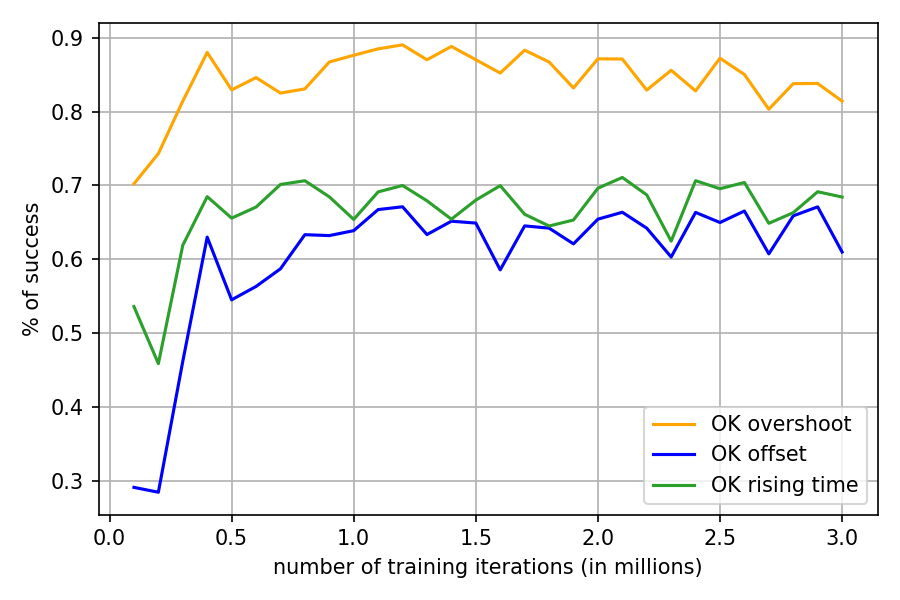 0.9
0.8
0.7
0.6
0.5
0.4
0.3
% of success
OK overshoot
OK offset
OK rising time
0.0 0.5 1.0 1.5 2.0 2.5 3.0
number of training iterations (in millions)